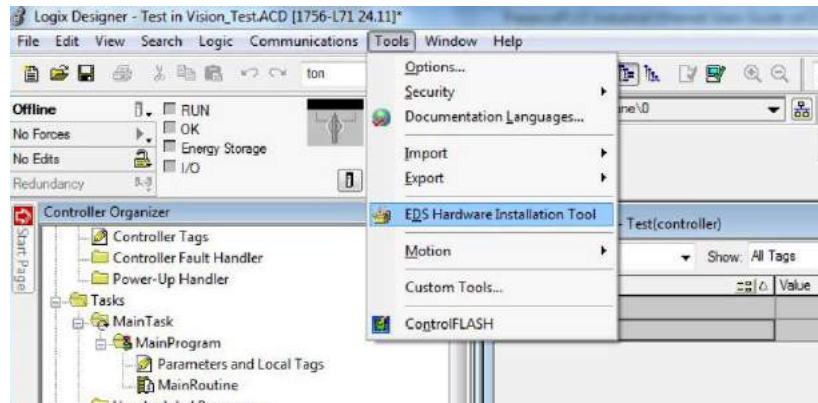 Logix Designer - Test in Vision_Test.ACD [1756-L71 24.11]*
File Edit View Search Logic Communications Tools Window Help
ton
Offline
RUN
No Forces
OK
No Edits
Energy Storage
Redundancy
I/O
Options...
Security
Documentation Languages...
Import
Export
EDS Hardware Installation Tool
Motion
Custom Tools...
ControlFLASH
ne\0
Controller Organizer
Start Page
Controller Tags
Controller Fault Handler
Power-Up Handler
Tasks
MainTask
MainProgram
Parameters and Local Tags
MainRoutine
- Test(controller)
Show: All Tags
Value